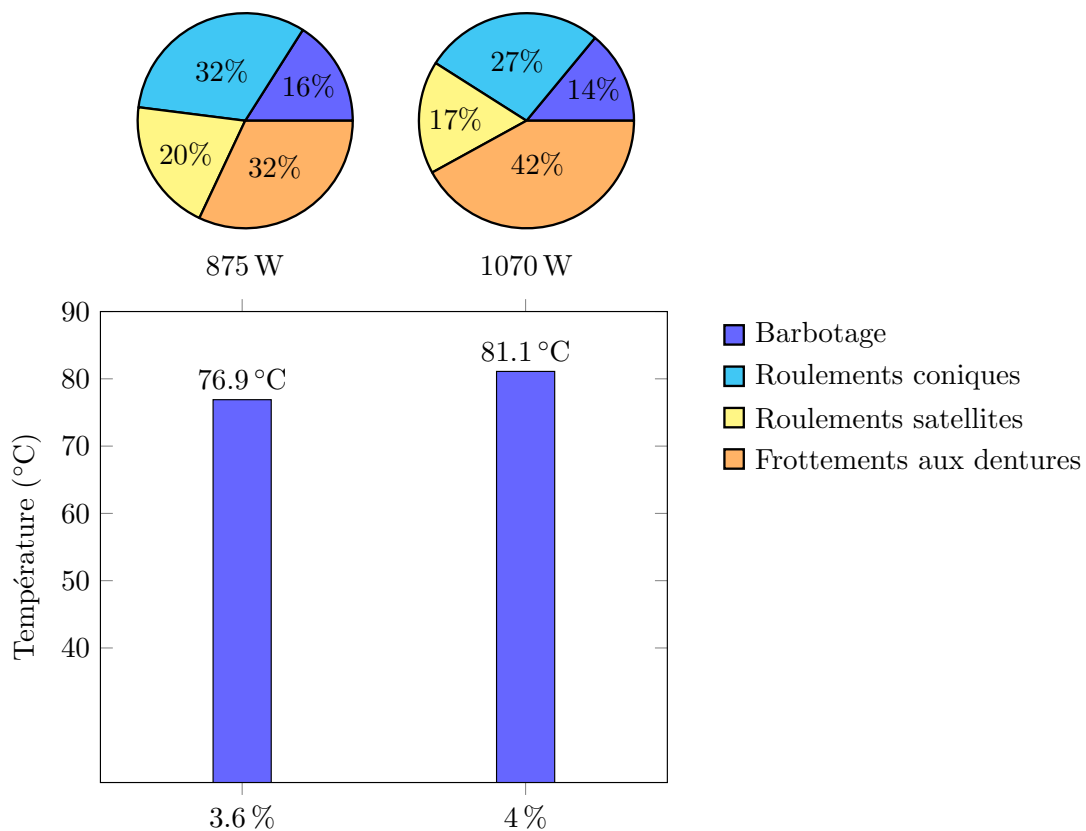 32%
16%
20%
32%
27%
14%
17%
42%
875 W
1070 W
Température (°C)
90
80
70
60
50
40
76.9 °C
81.1 °C
3.6 %
4 %
Barbotage
Roulements coniques
Roulements satellites
Frottements aux dentures